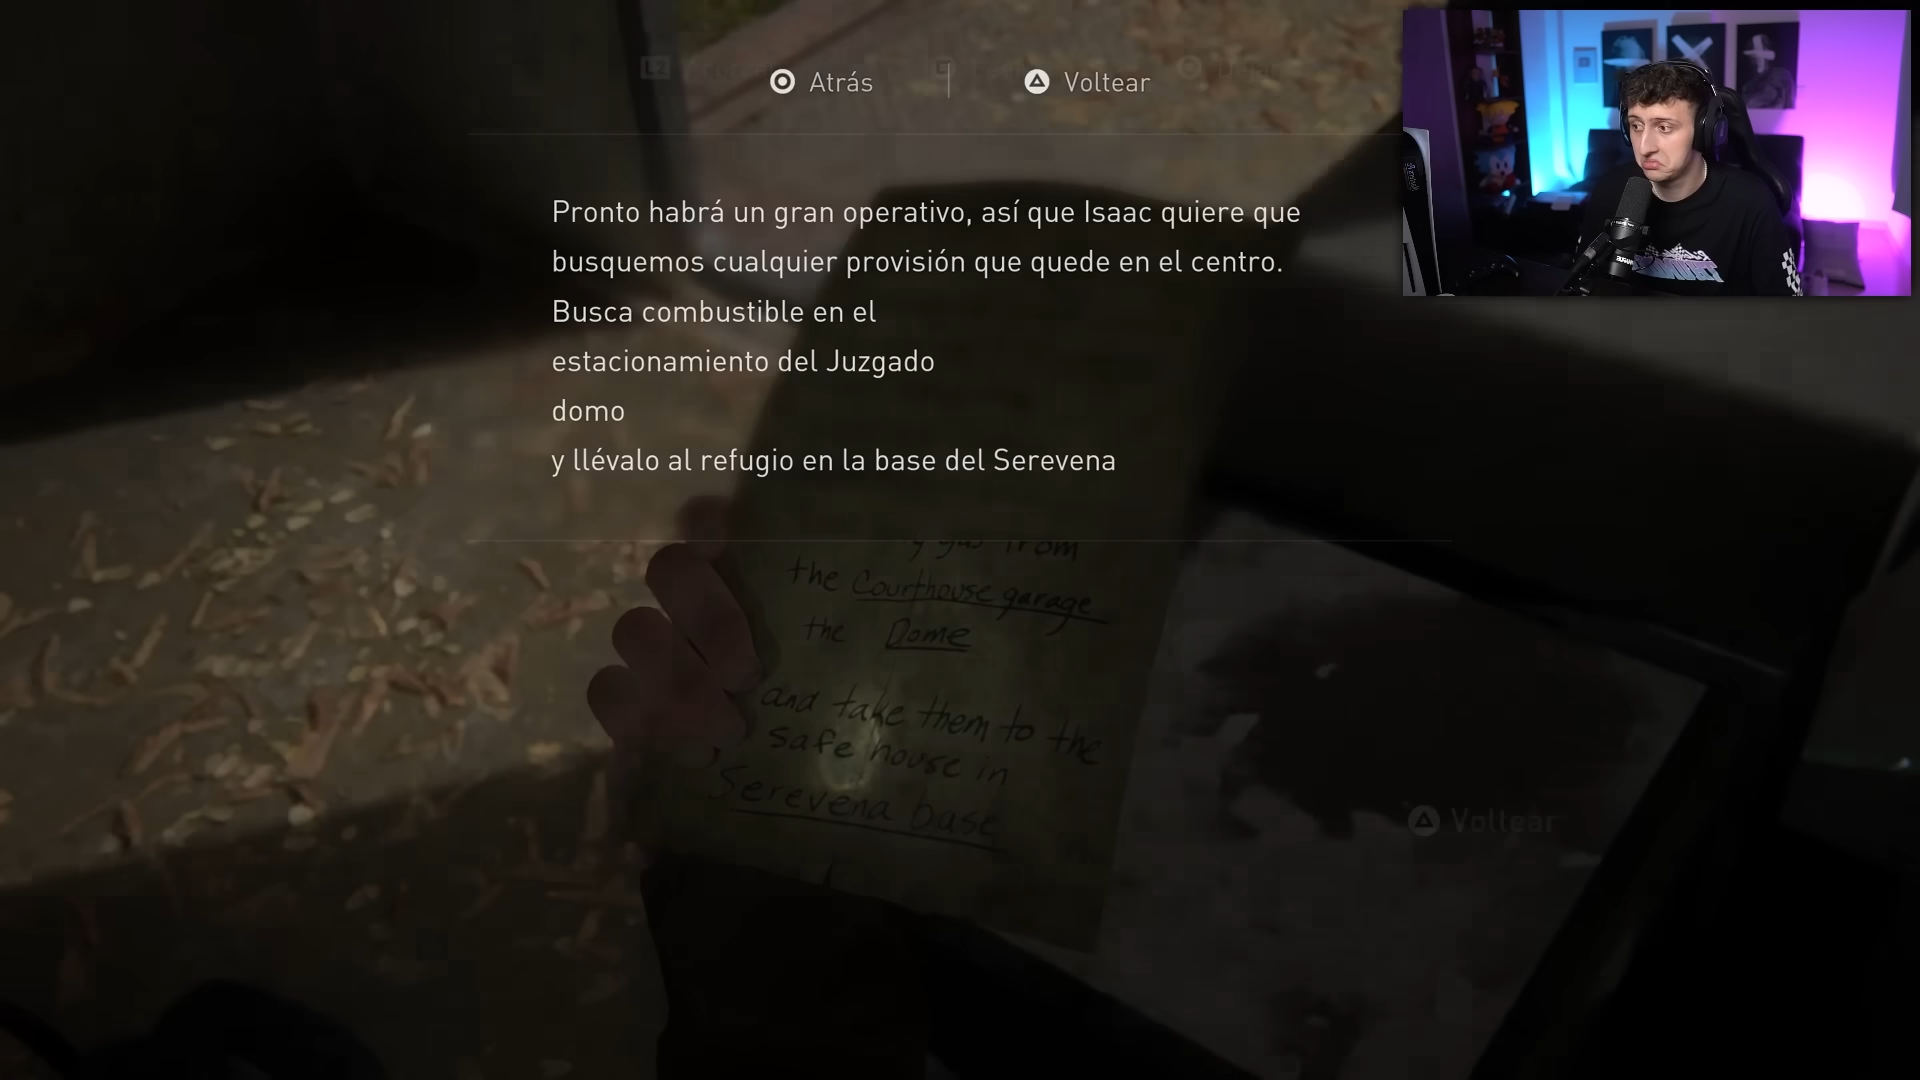 Atrás
Voltear
Pronto habrá un gran operativo, así que Isaac quiere que
busquemos cualquier provisión que quede en el centro.
Busca combustible en el
estacionamiento del Juzgado
domo
y llévalo al refugio en la base del Serevena
from
the Courthouse garage
the Dome
and take them to the
safe house in
Serevena base
Voltear